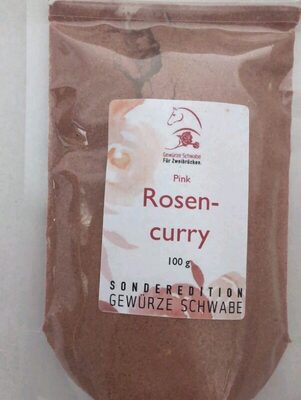 Gewürze Schwabe
Für Zweibrücken.
Pink
Rosen-
curry
100 g
SONDEREDITION
GEWÜRZE SCHWABE